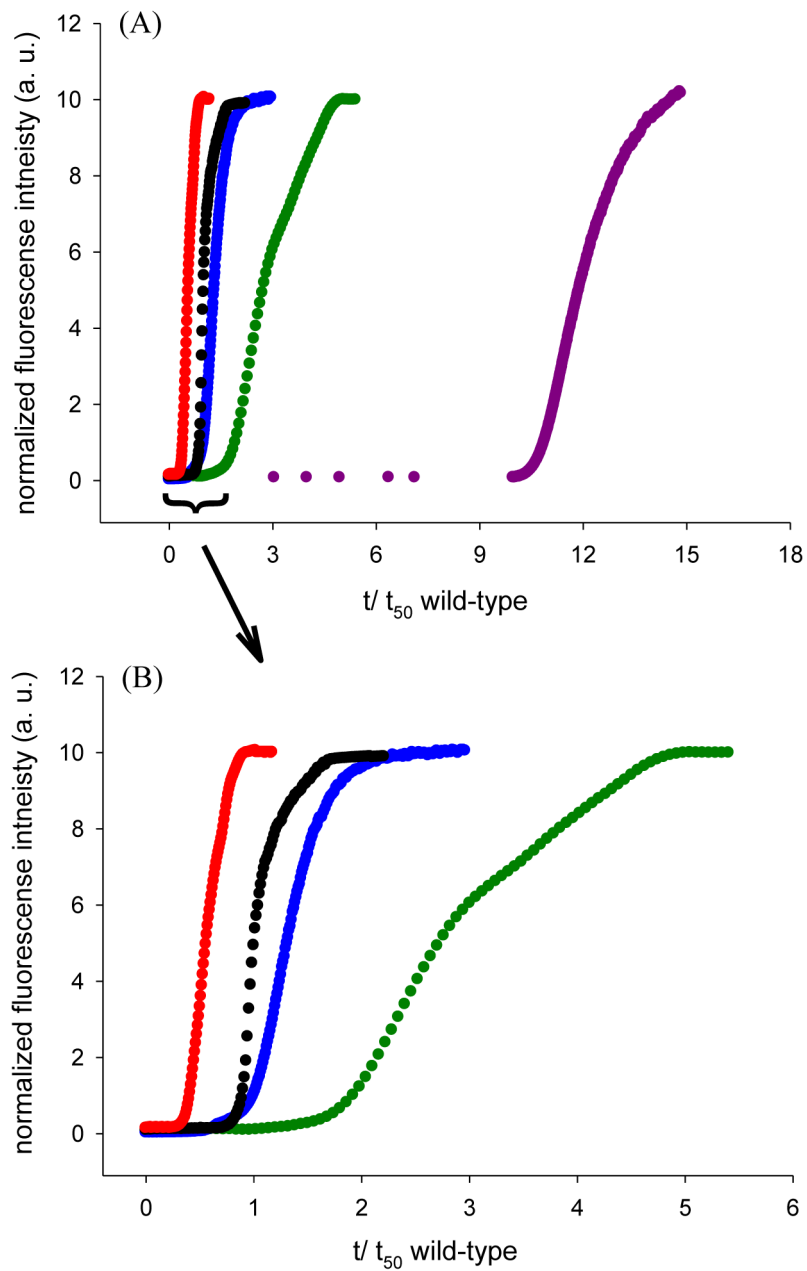 (A)
normalized fluorescense intneisty (a. u.)
12
10
8
6
4
2
0
0 3 6 9 12 15 18
t/ t50 wild-type
(B)
normalized fluorescense intneisty (a. u.)
12
10
8
6
4
2
0
0 1 2 3 4 5 6
t/ t50 wild-type